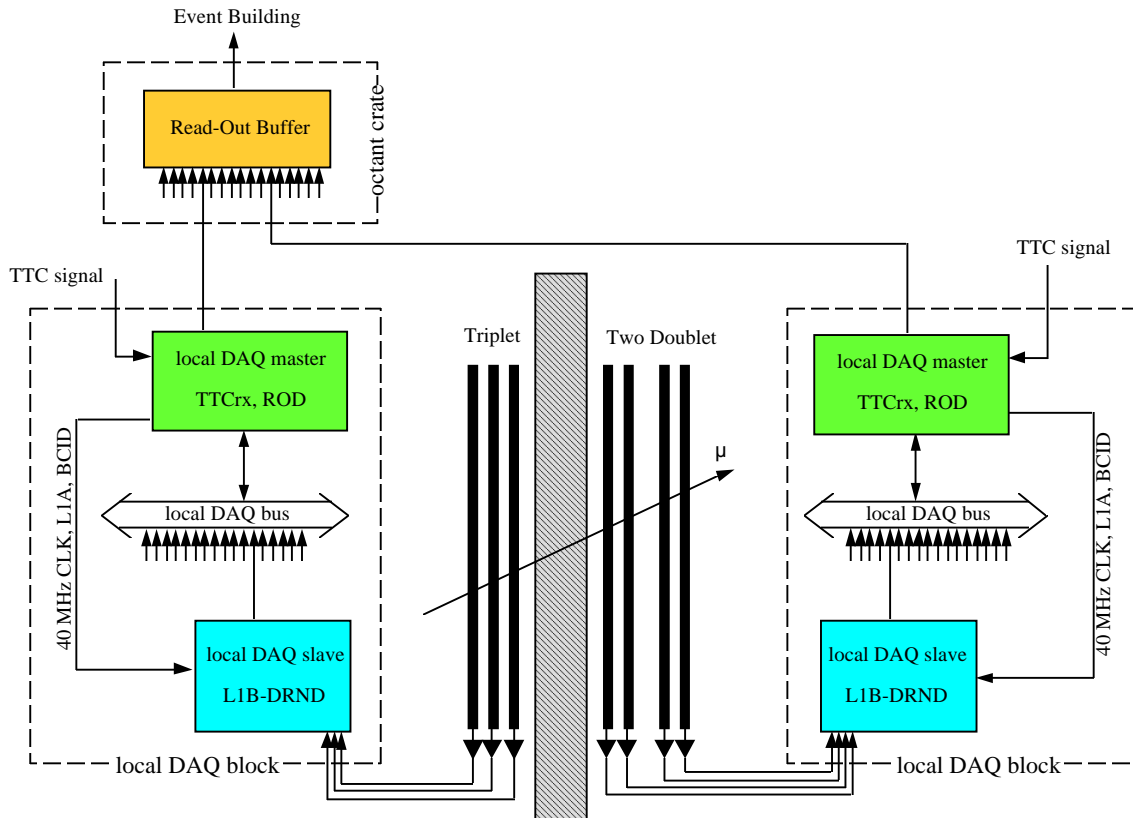 Event Building
Read-Out Buffer
octant crate
TTC signal
TTC signal
local DAQ master
TTCrx, ROD
Triplet
Two Doublet
local DAQ master
TTCrx, ROD
40 MHz CLK, L1A, BCID
μ
40 MHz CLK, L1A, BCID
local DAQ bus
local DAQ bus
local DAQ slave
L1B-DRND
local DAQ slave
L1B-DRND
local DAQ block
local DAQ block